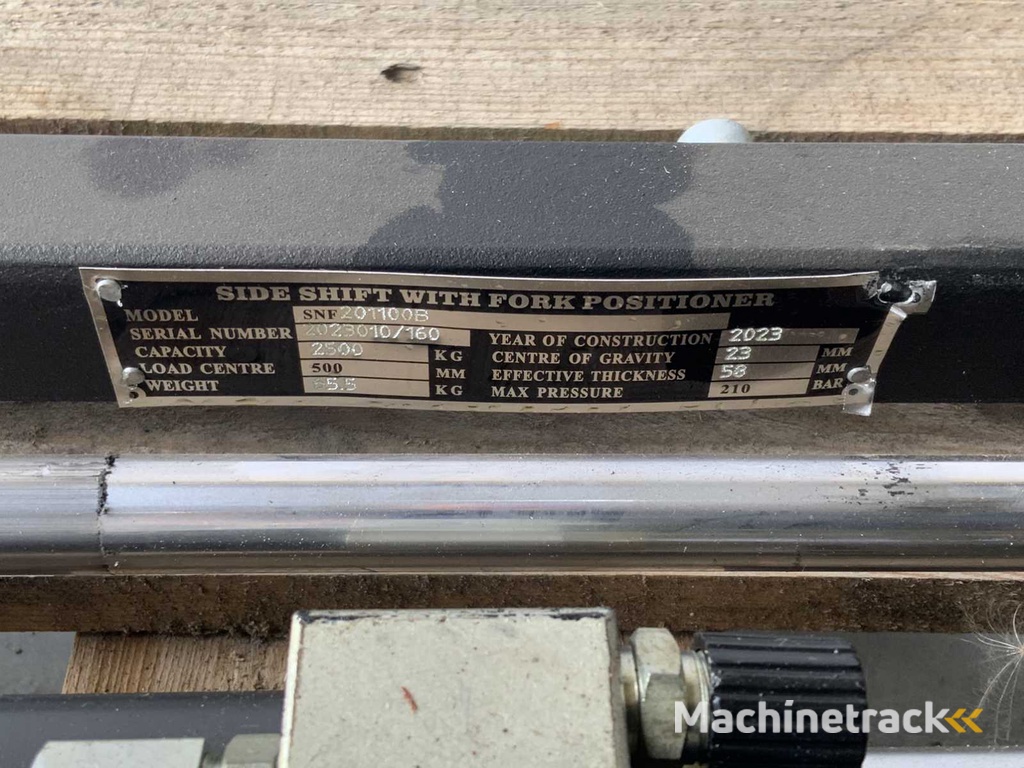 SIDE SHIFT WITH FORK POSITIONER
MODEL SNF201100B
SERIAL NUMBER 2023010/160
CAPACITY 2500 KG
LOAD CENTRE 500 MM
WEIGHT 65.5 KG
YEAR OF CONSTRUCTION 2023
CENTRE OF GRAVITY 23 MM
EFFECTIVE THICKNESS 58 MM
MAX PRESSURE 210 BAR
Machinetrack